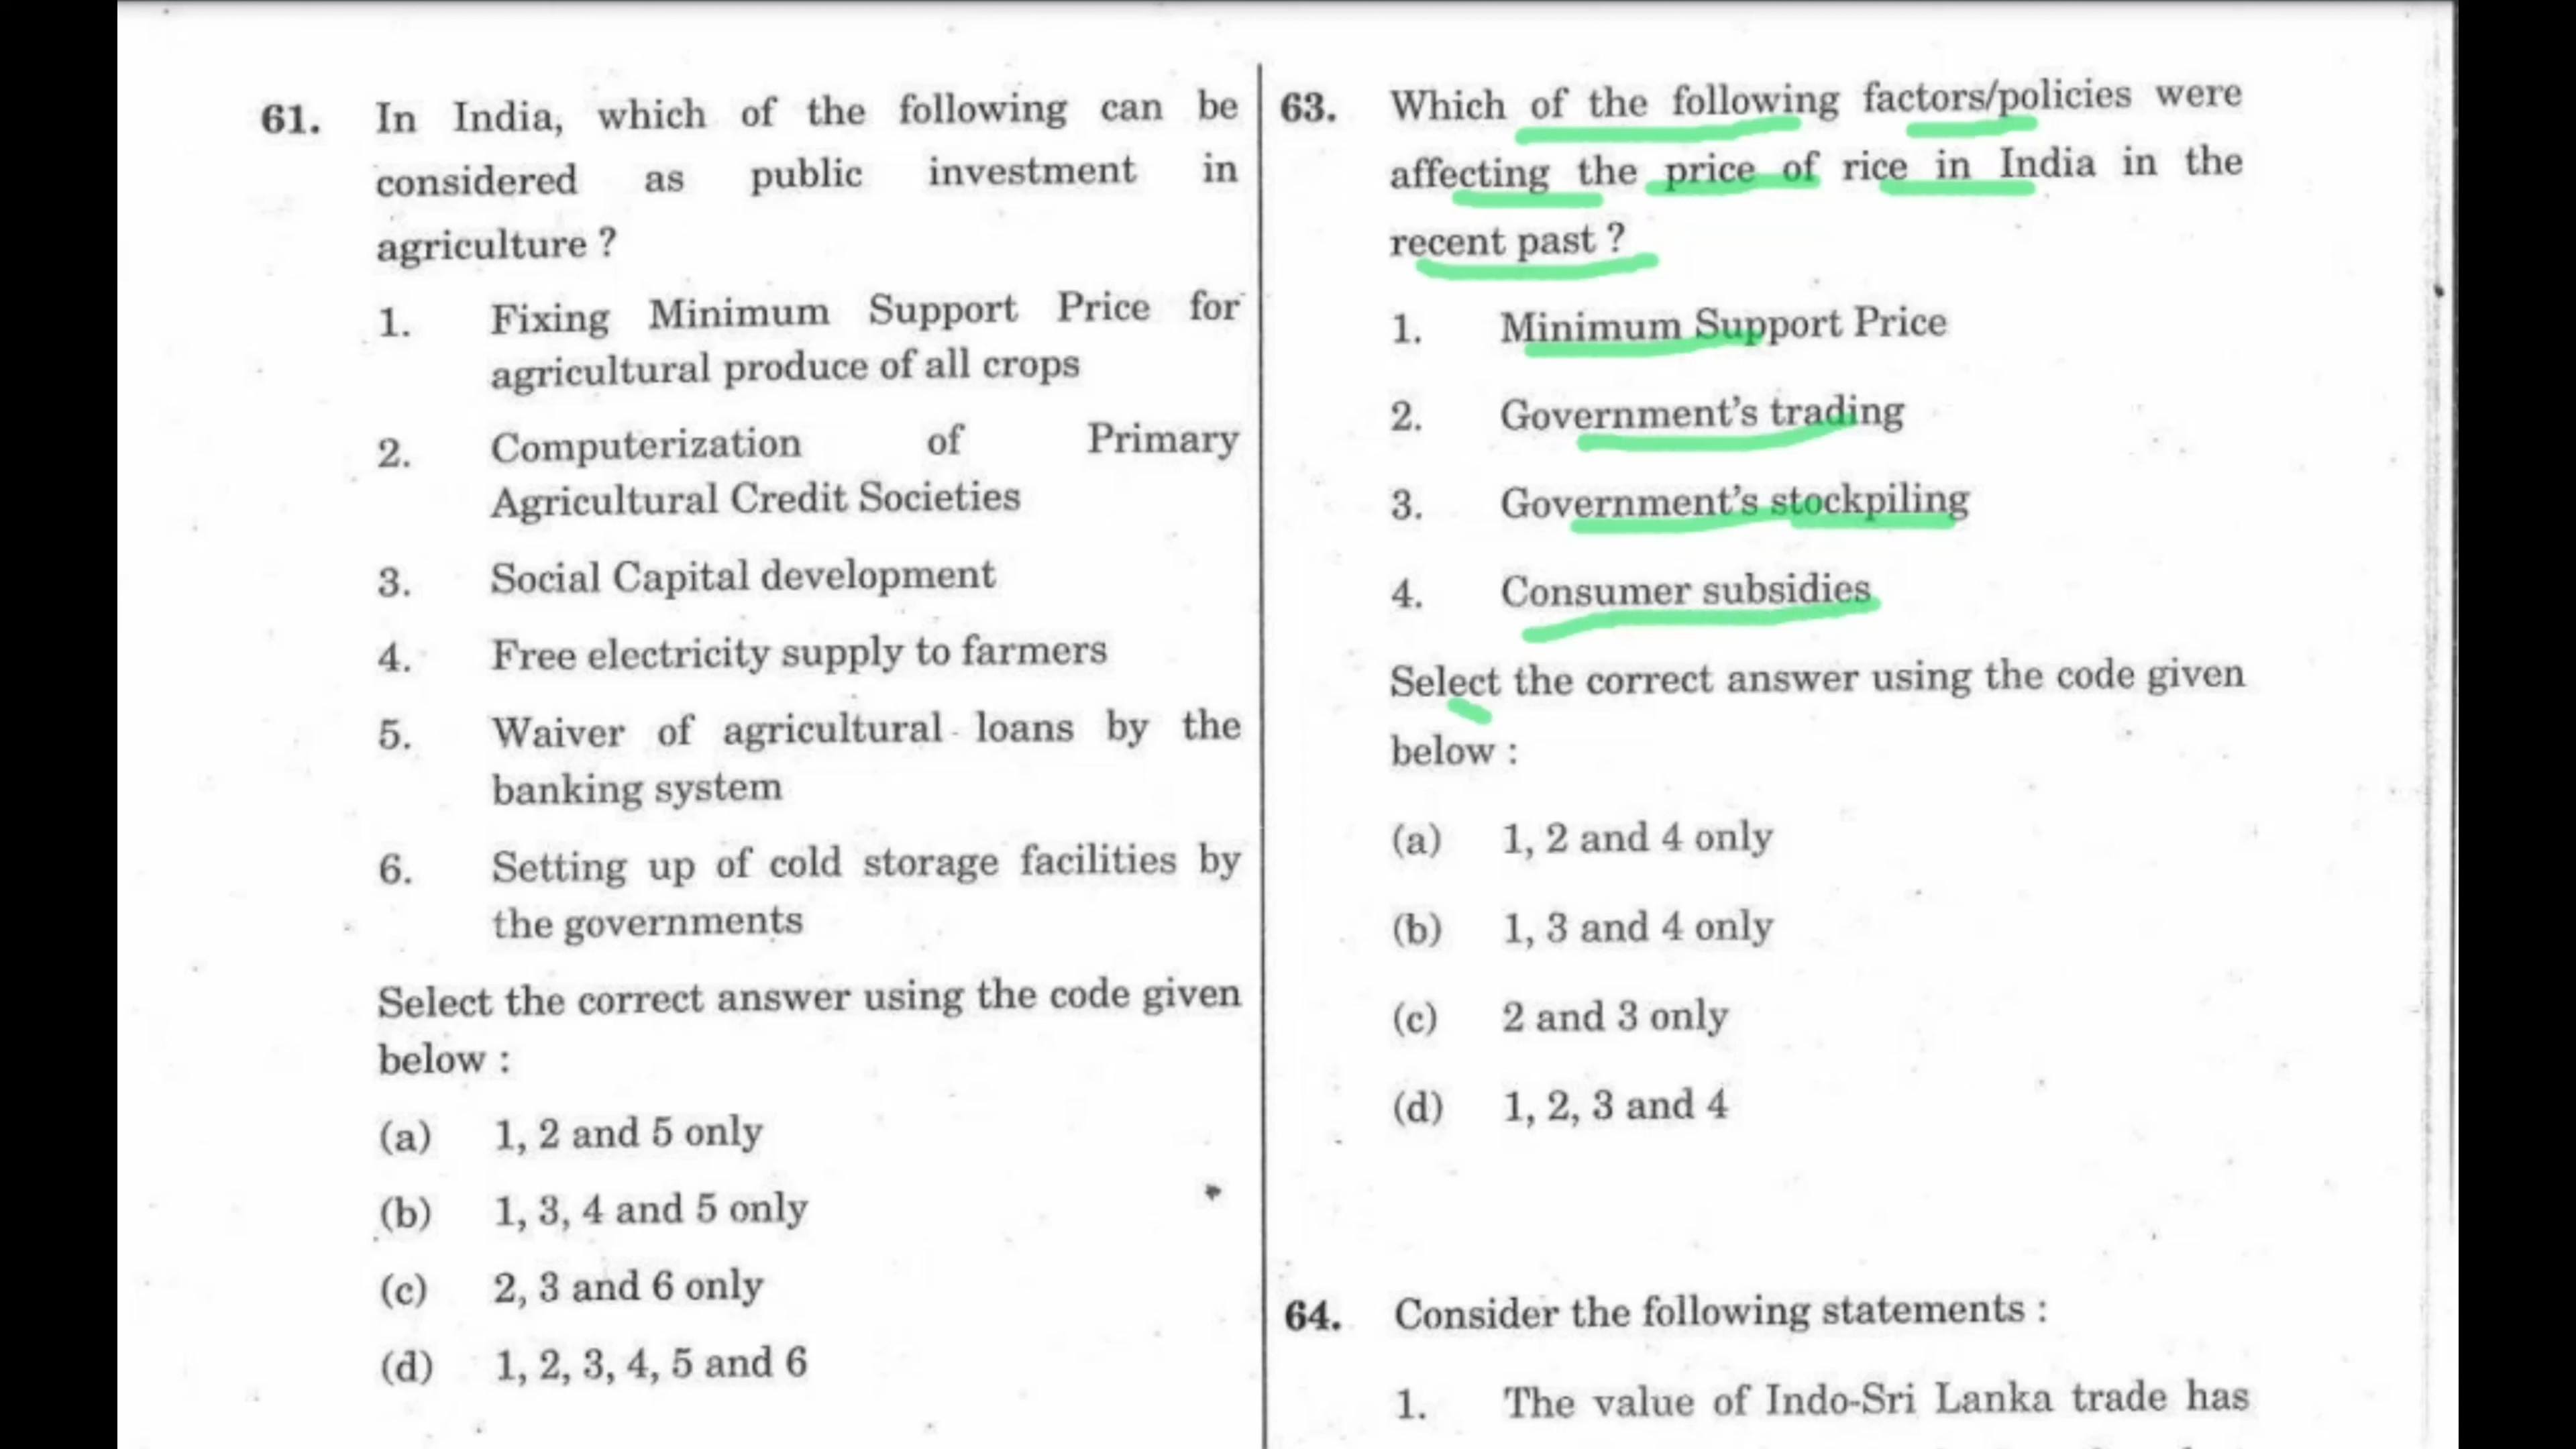 61. In India, which of the following can be
considered as public investment in
agriculture ?
1. Fixing Minimum Support Price for
agricultural produce of all crops
2. Computerization of Primary
Agricultural Credit Societies
3. Social Capital development
4. Free electricity supply to farmers
5. Waiver of agricultural loans by the
banking system
6. Setting up of cold storage facilities by
the governments
Select the correct answer using the code given
below :
(a) 1, 2 and 5 only
(b) 1, 3, 4 and 5 only
(c) 2, 3 and 6 only
(d) 1, 2, 3, 4, 5 and 6
63. Which of the following factors/policies were
affecting the price of rice in India in the
recent past ?
1. Minimum Support Price
2. Government's trading
3. Government's stockpiling
4. Consumer subsidies
Select the correct answer using the code given
below :
(a) 1, 2 and 4 only
(b) 1, 3 and 4 only
(c) 2 and 3 only
(d) 1, 2, 3 and 4
64. Consider the following statements :
1. The value of Indo-Sri Lanka trade has